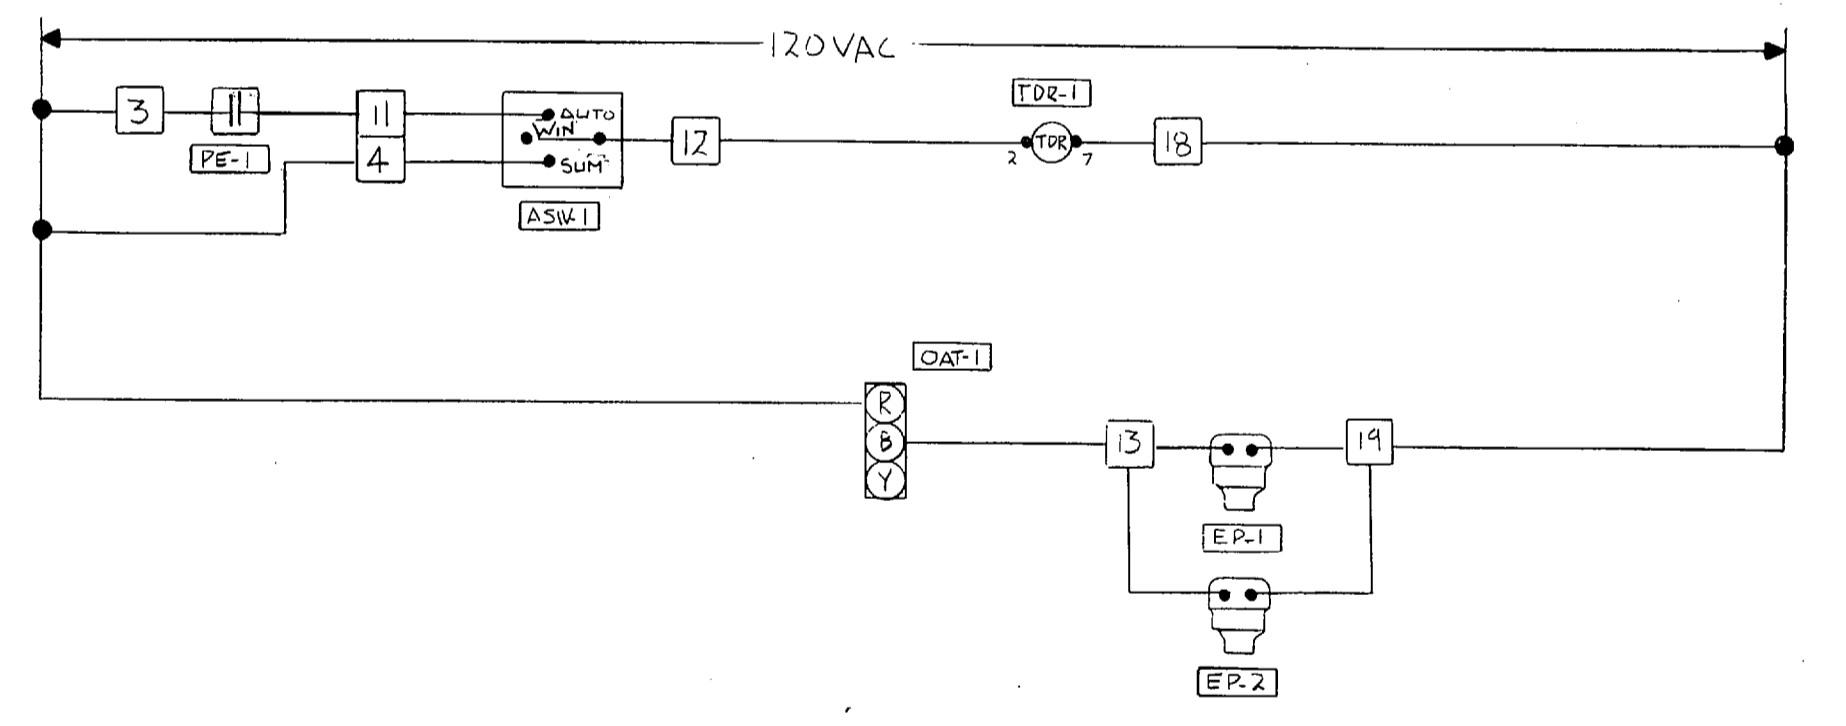 120VAC
TDR-1
3
11
AUTO
WIN
12
TDR
18
2
7
PE-1
4
SUM
ASW-1
OAT-1
R
B
Y
13
19
EP-1
EP-2